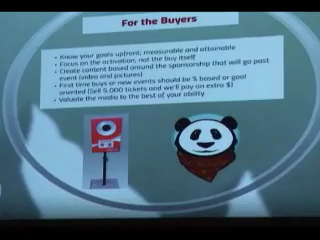 For the Buyers
• Know your goals upfront; measurable and attainable
• Focus on the activation, not the buy itself
• Create content based around the sponsorship that will go past
event (video and pictures)
• First time buys or new events should be % based or goal
oriented (Sell 5,000 tickets and we'll pay an extra $)
• Valuate the media to the best of your ability